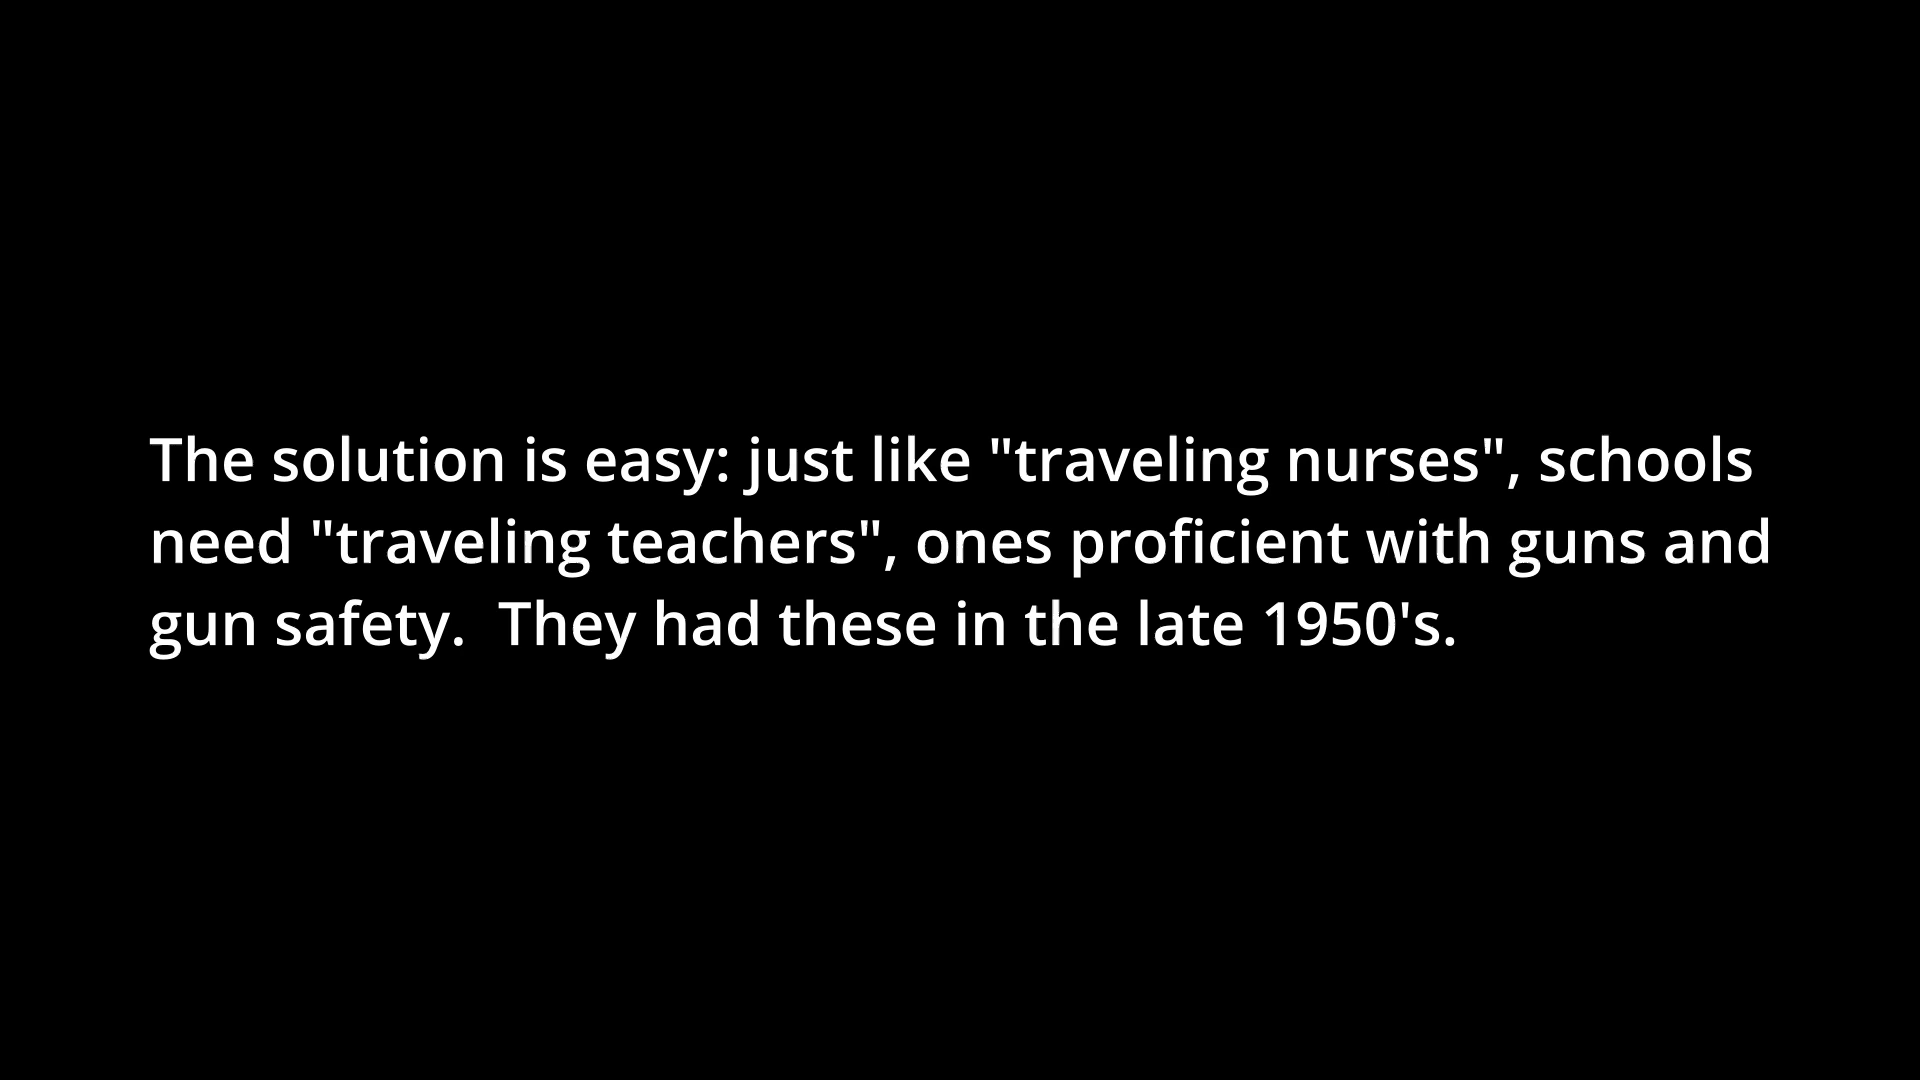 The solution is easy: just like "traveling nurses", schools
need "traveling teachers", ones proficient with guns and
gun safety.  They had these in the late 1950's.